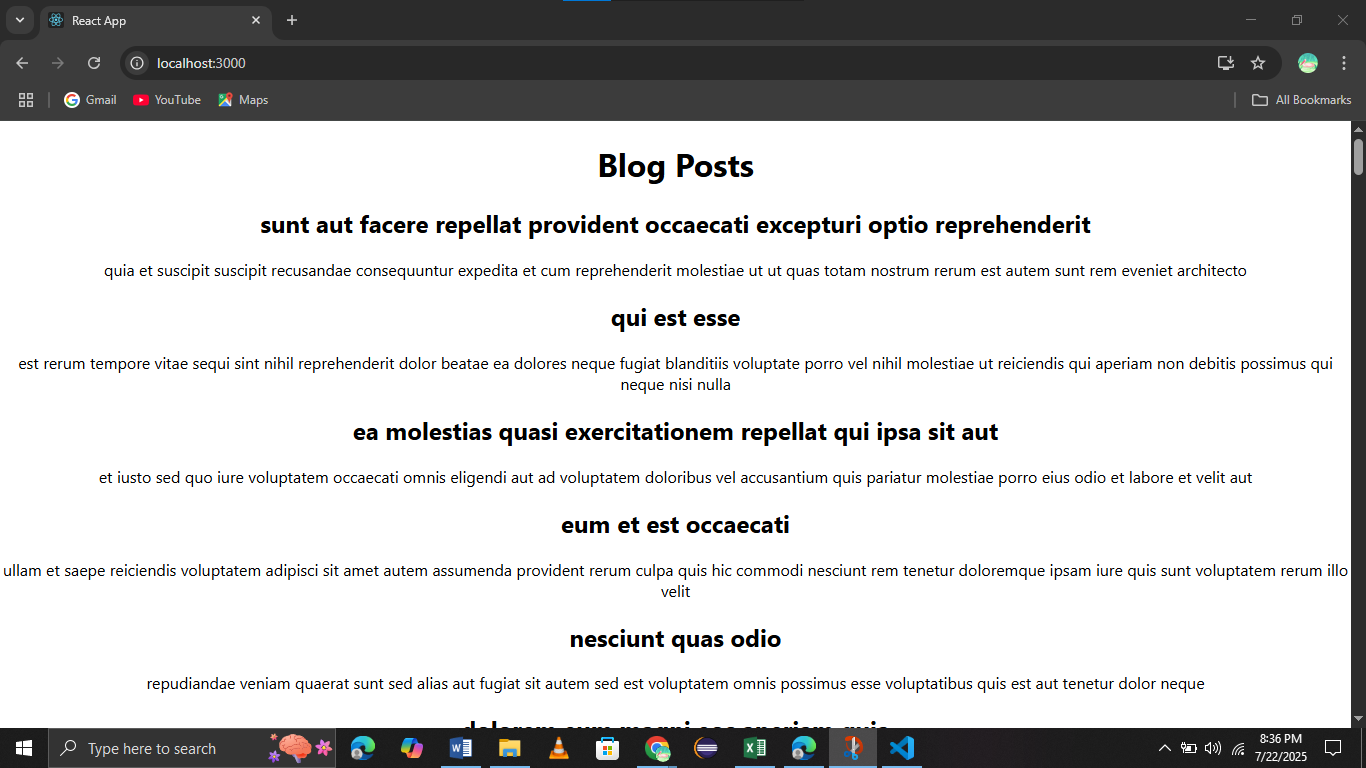 React App
localhost:3000
Gmail
YouTube
Maps
All Bookmarks
Blog Posts
sunt aut facere repellat provident occaecati excepturi optio reprehenderit
quia et suscipit suscipit recusandae consequuntur expedita et cum reprehenderit molestiae ut ut quas totam nostrum rerum est autem sunt rem eveniet architecto
qui est esse
est rerum tempore vitae sequi sint nihil reprehenderit dolor beatae ea dolores neque fugiat blanditiis voluptate porro vel nihil molestiae ut reiciendis qui aperiam non debitis possimus qui
neque nisi nulla
ea molestias quasi exercitationem repellat qui ipsa sit aut
et iusto sed quo iure voluptatem occaecati omnis eligendi aut ad voluptatem doloribus vel accusantium quis pariatur molestiae porro eius odio et labore et velit aut
eum et est occaecati
ullam et saepe reiciendis voluptatem adipisci sit amet autem assumenda provident rerum culpa quis hic commodi nesciunt rem tenetur doloremque ipsam iure quis sunt voluptatem rerum illo
velit
nesciunt quas odio
repudiandae veniam quaerat sunt sed alias aut fugiat sit autem sed est voluptatem omnis possimus esse voluptatibus quis est aut tenetur dolor neque
dolorem eum magni eos aperiam quia
Type here to search
8:36 PM
7/22/2025